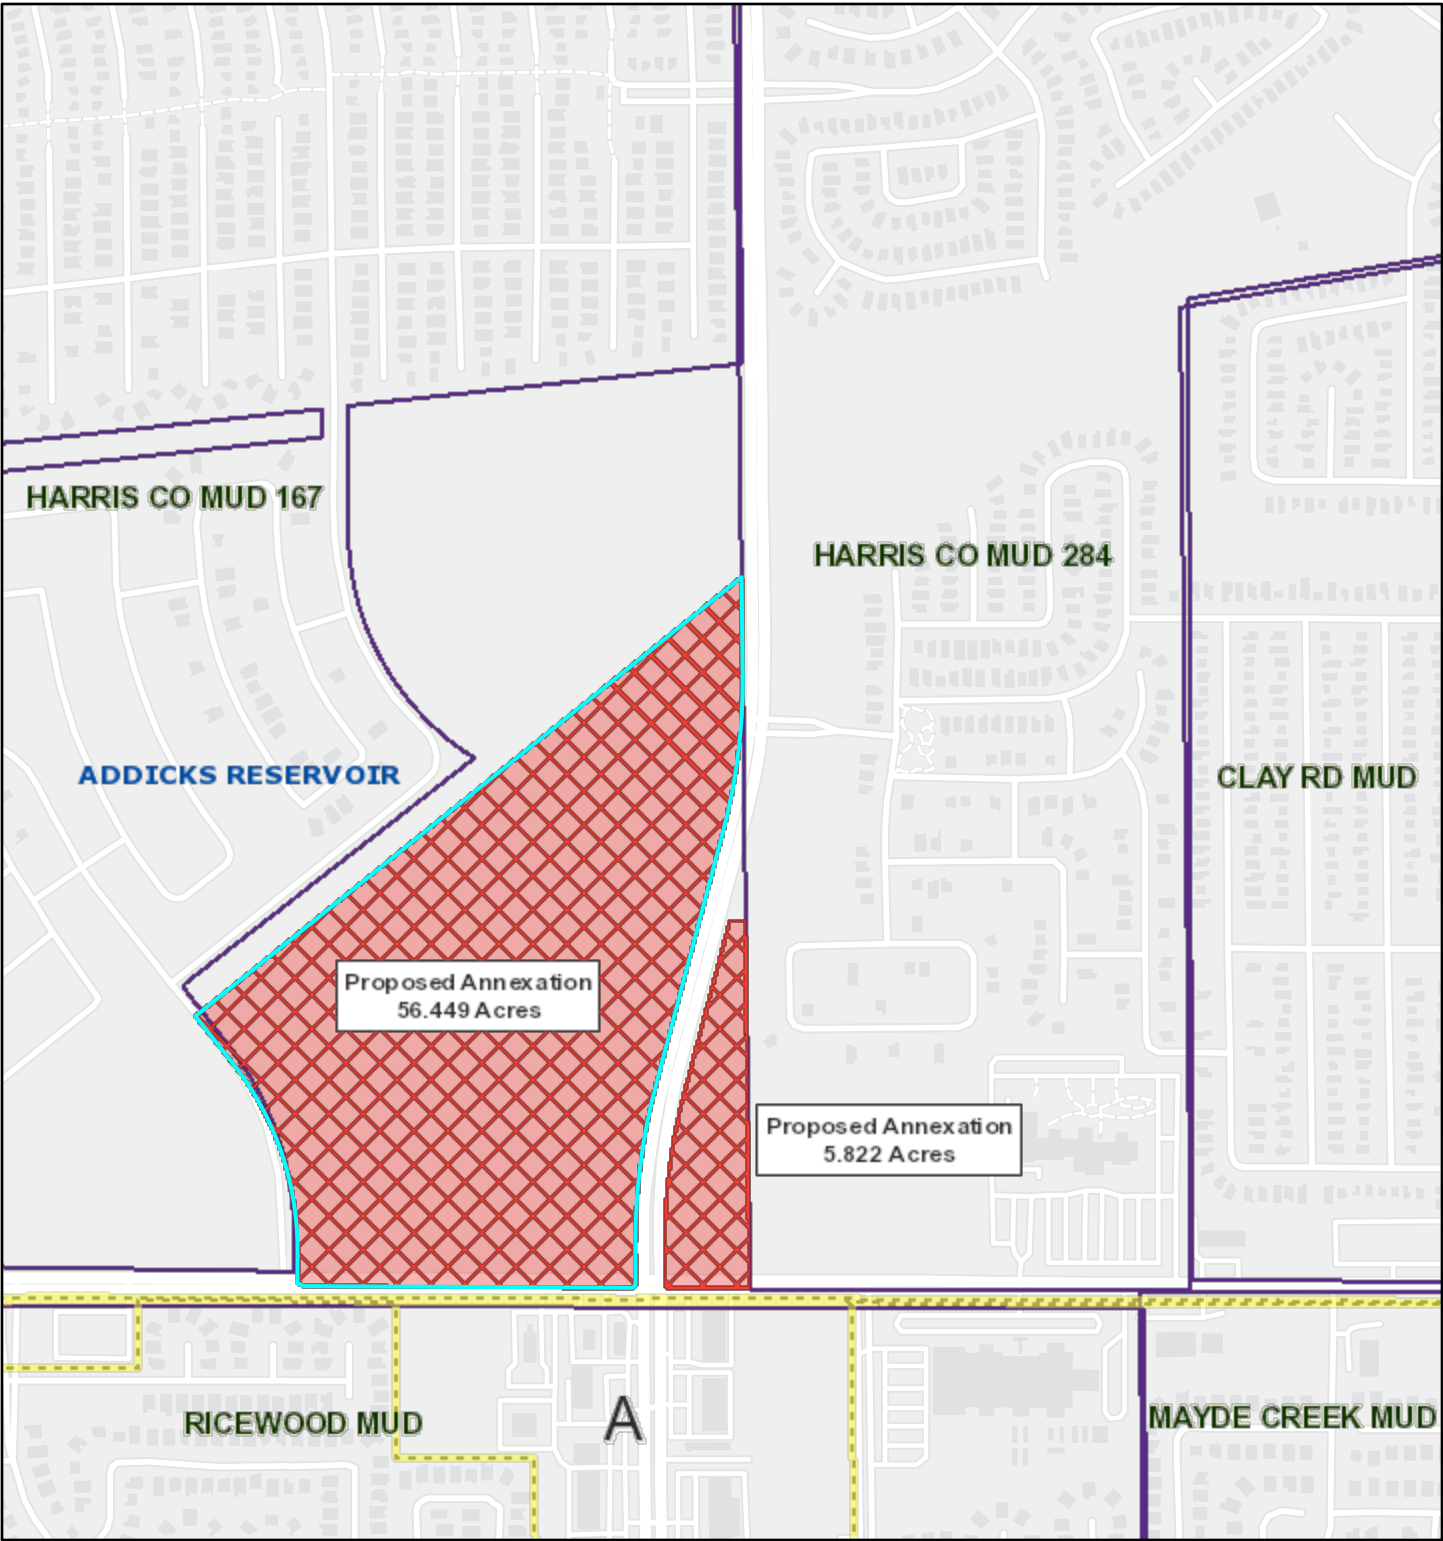 HARRIS CO MUD 167
HARRIS CO MUD 284
ADDICKS RESERVOIR
CLAY RD MUD
Proposed Annexation
56.449 Acres
Proposed Annexation
5.822 Acres
RICEWOOD MUD
A
MAYDE CREEK MUD